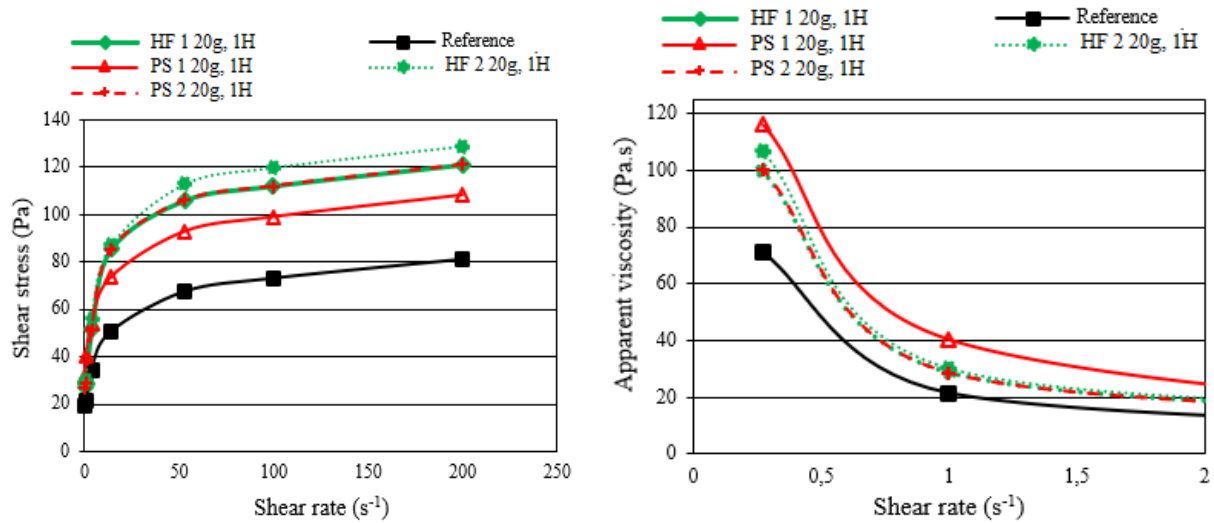 HF 1 20g, 1H
Reference
PS 1 20g, 1H
HF 2 20g, 1H
PS 2 20g, 1H
Shear stress (Pa)
140
120
100
80
60
40
20
0
0
50
100
150
200
250
Shear rate (s⁻¹)
HF 1 20g, 1H
Reference
PS 1 20g, 1H
HF 2 20g, 1H
PS 2 20g, 1H
Apparent viscosity (Pa.s)
120
100
80
60
40
20
0
0
0,5
1
1,5
2
Shear rate (s⁻¹)